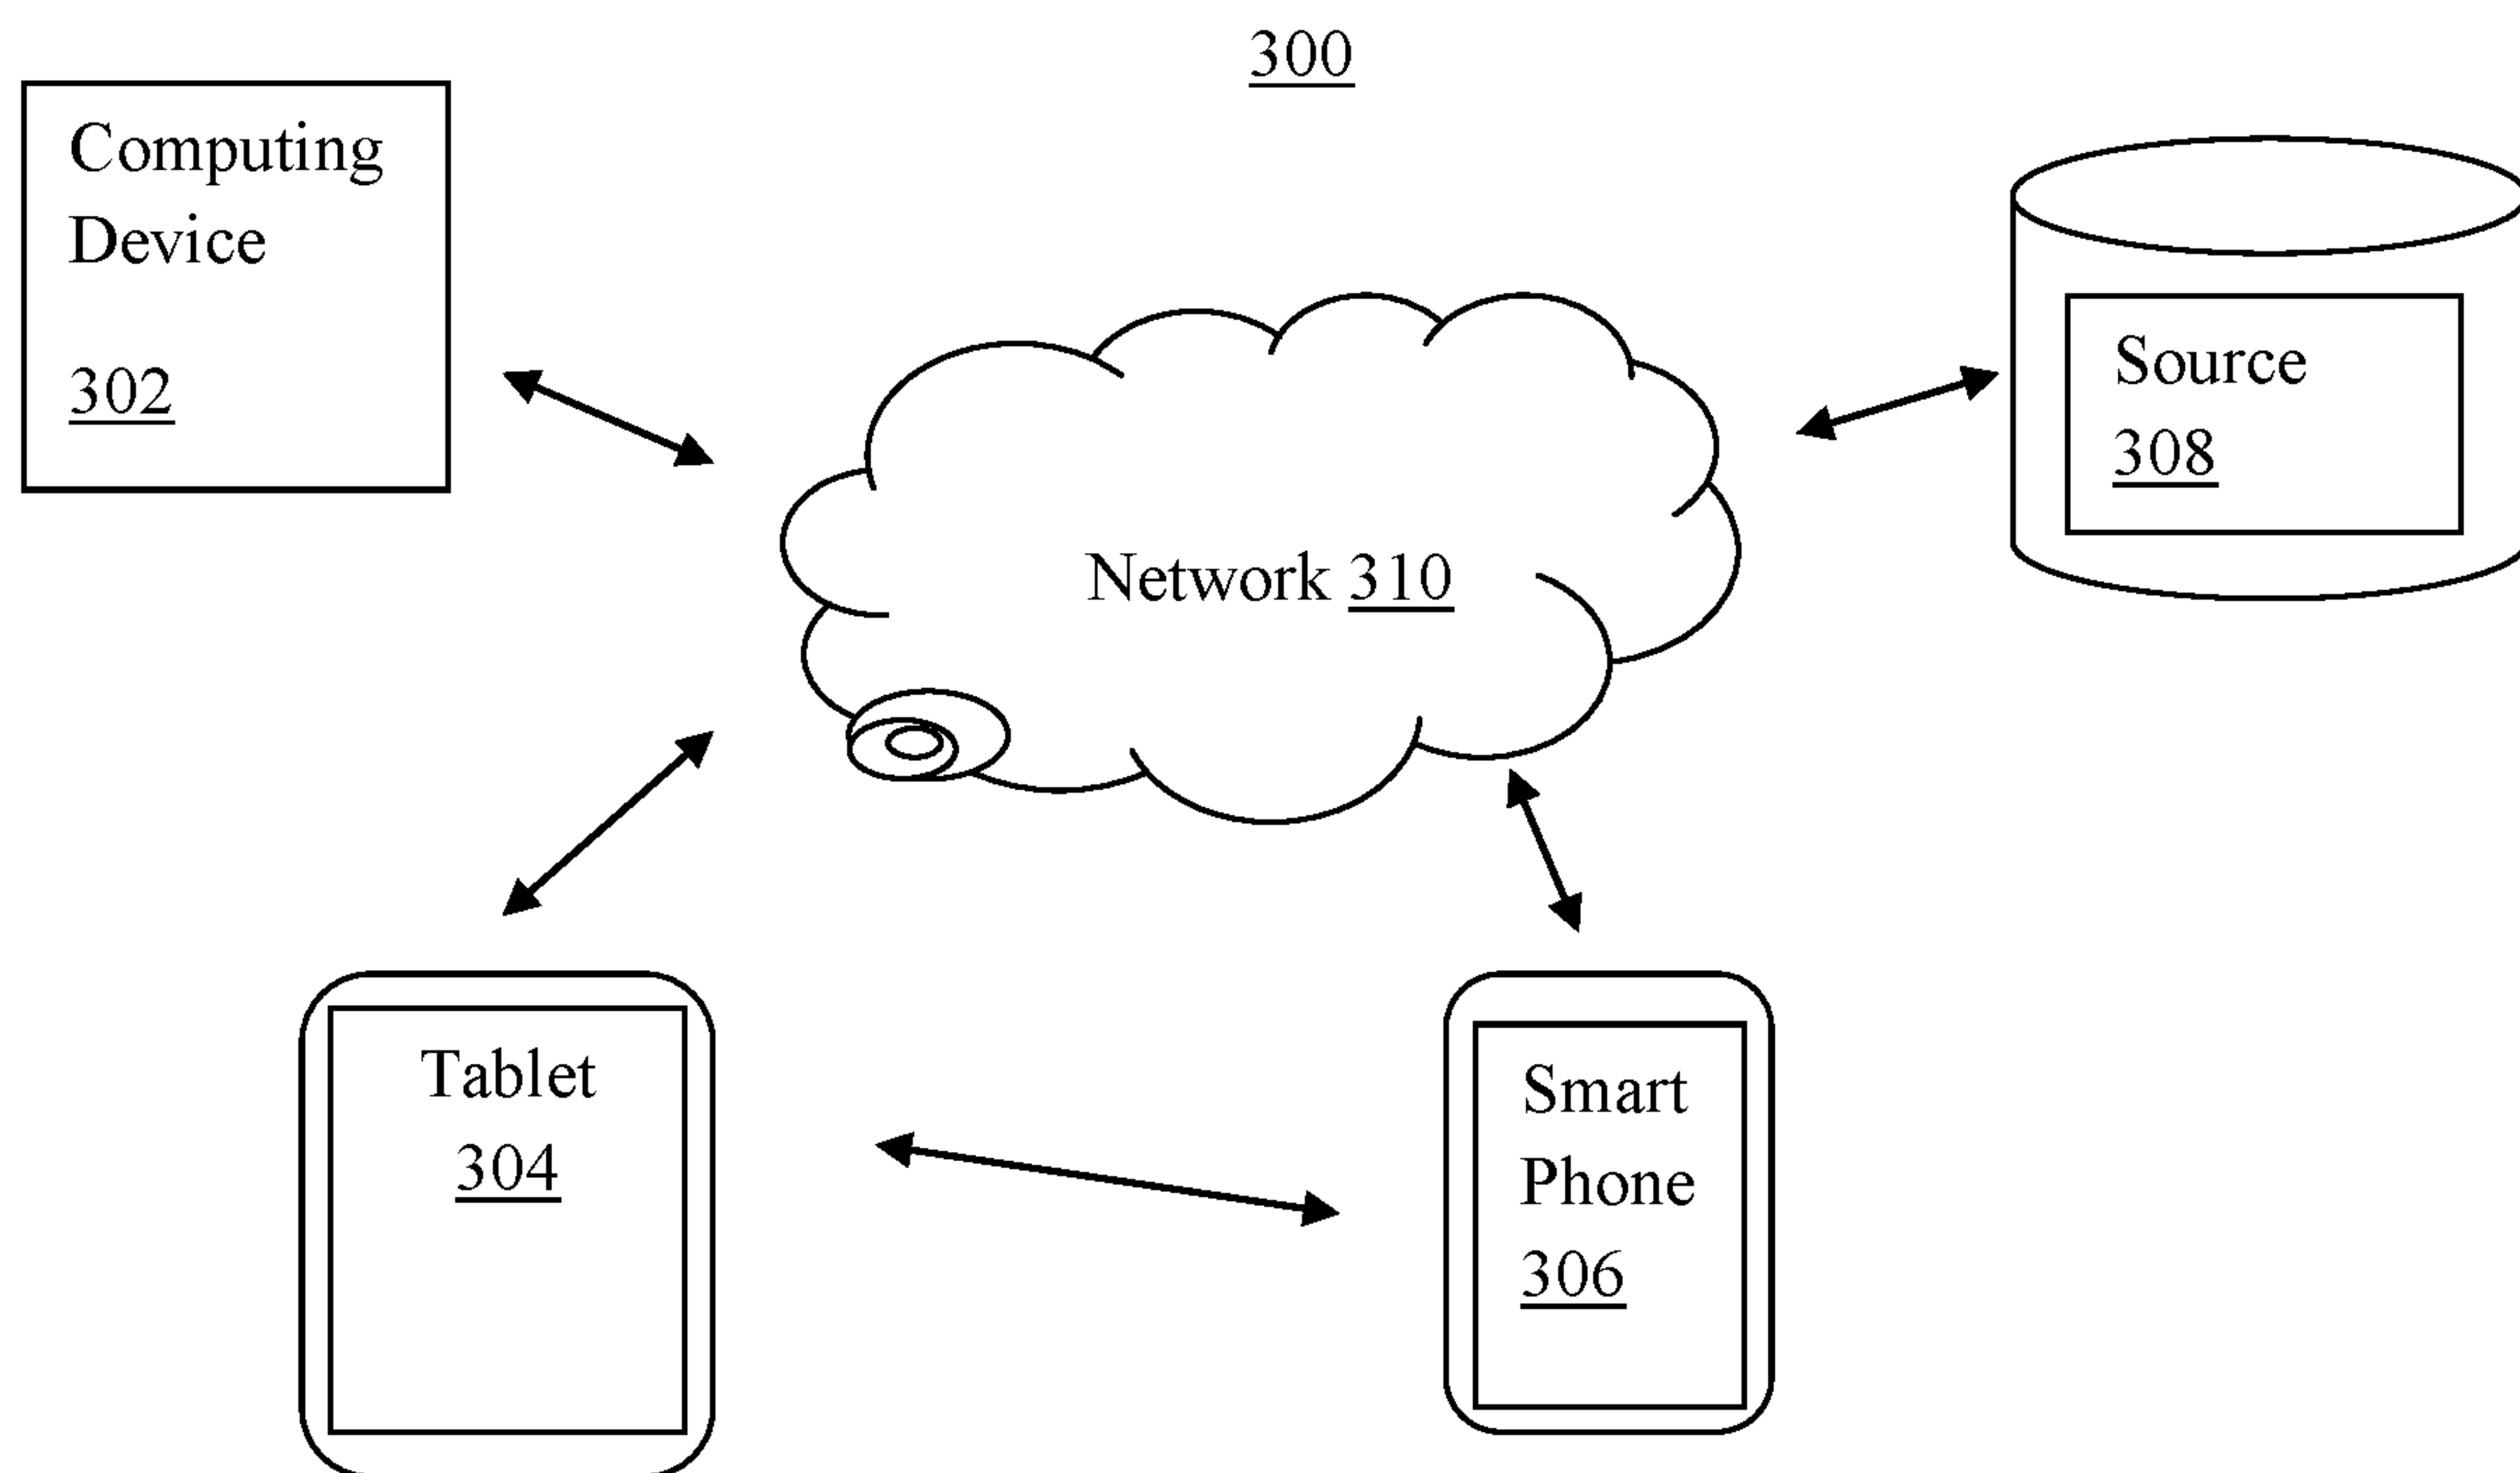 300
Computing
Device
302
Source
308
Network 310
Tablet
304
Smart
Phone
306